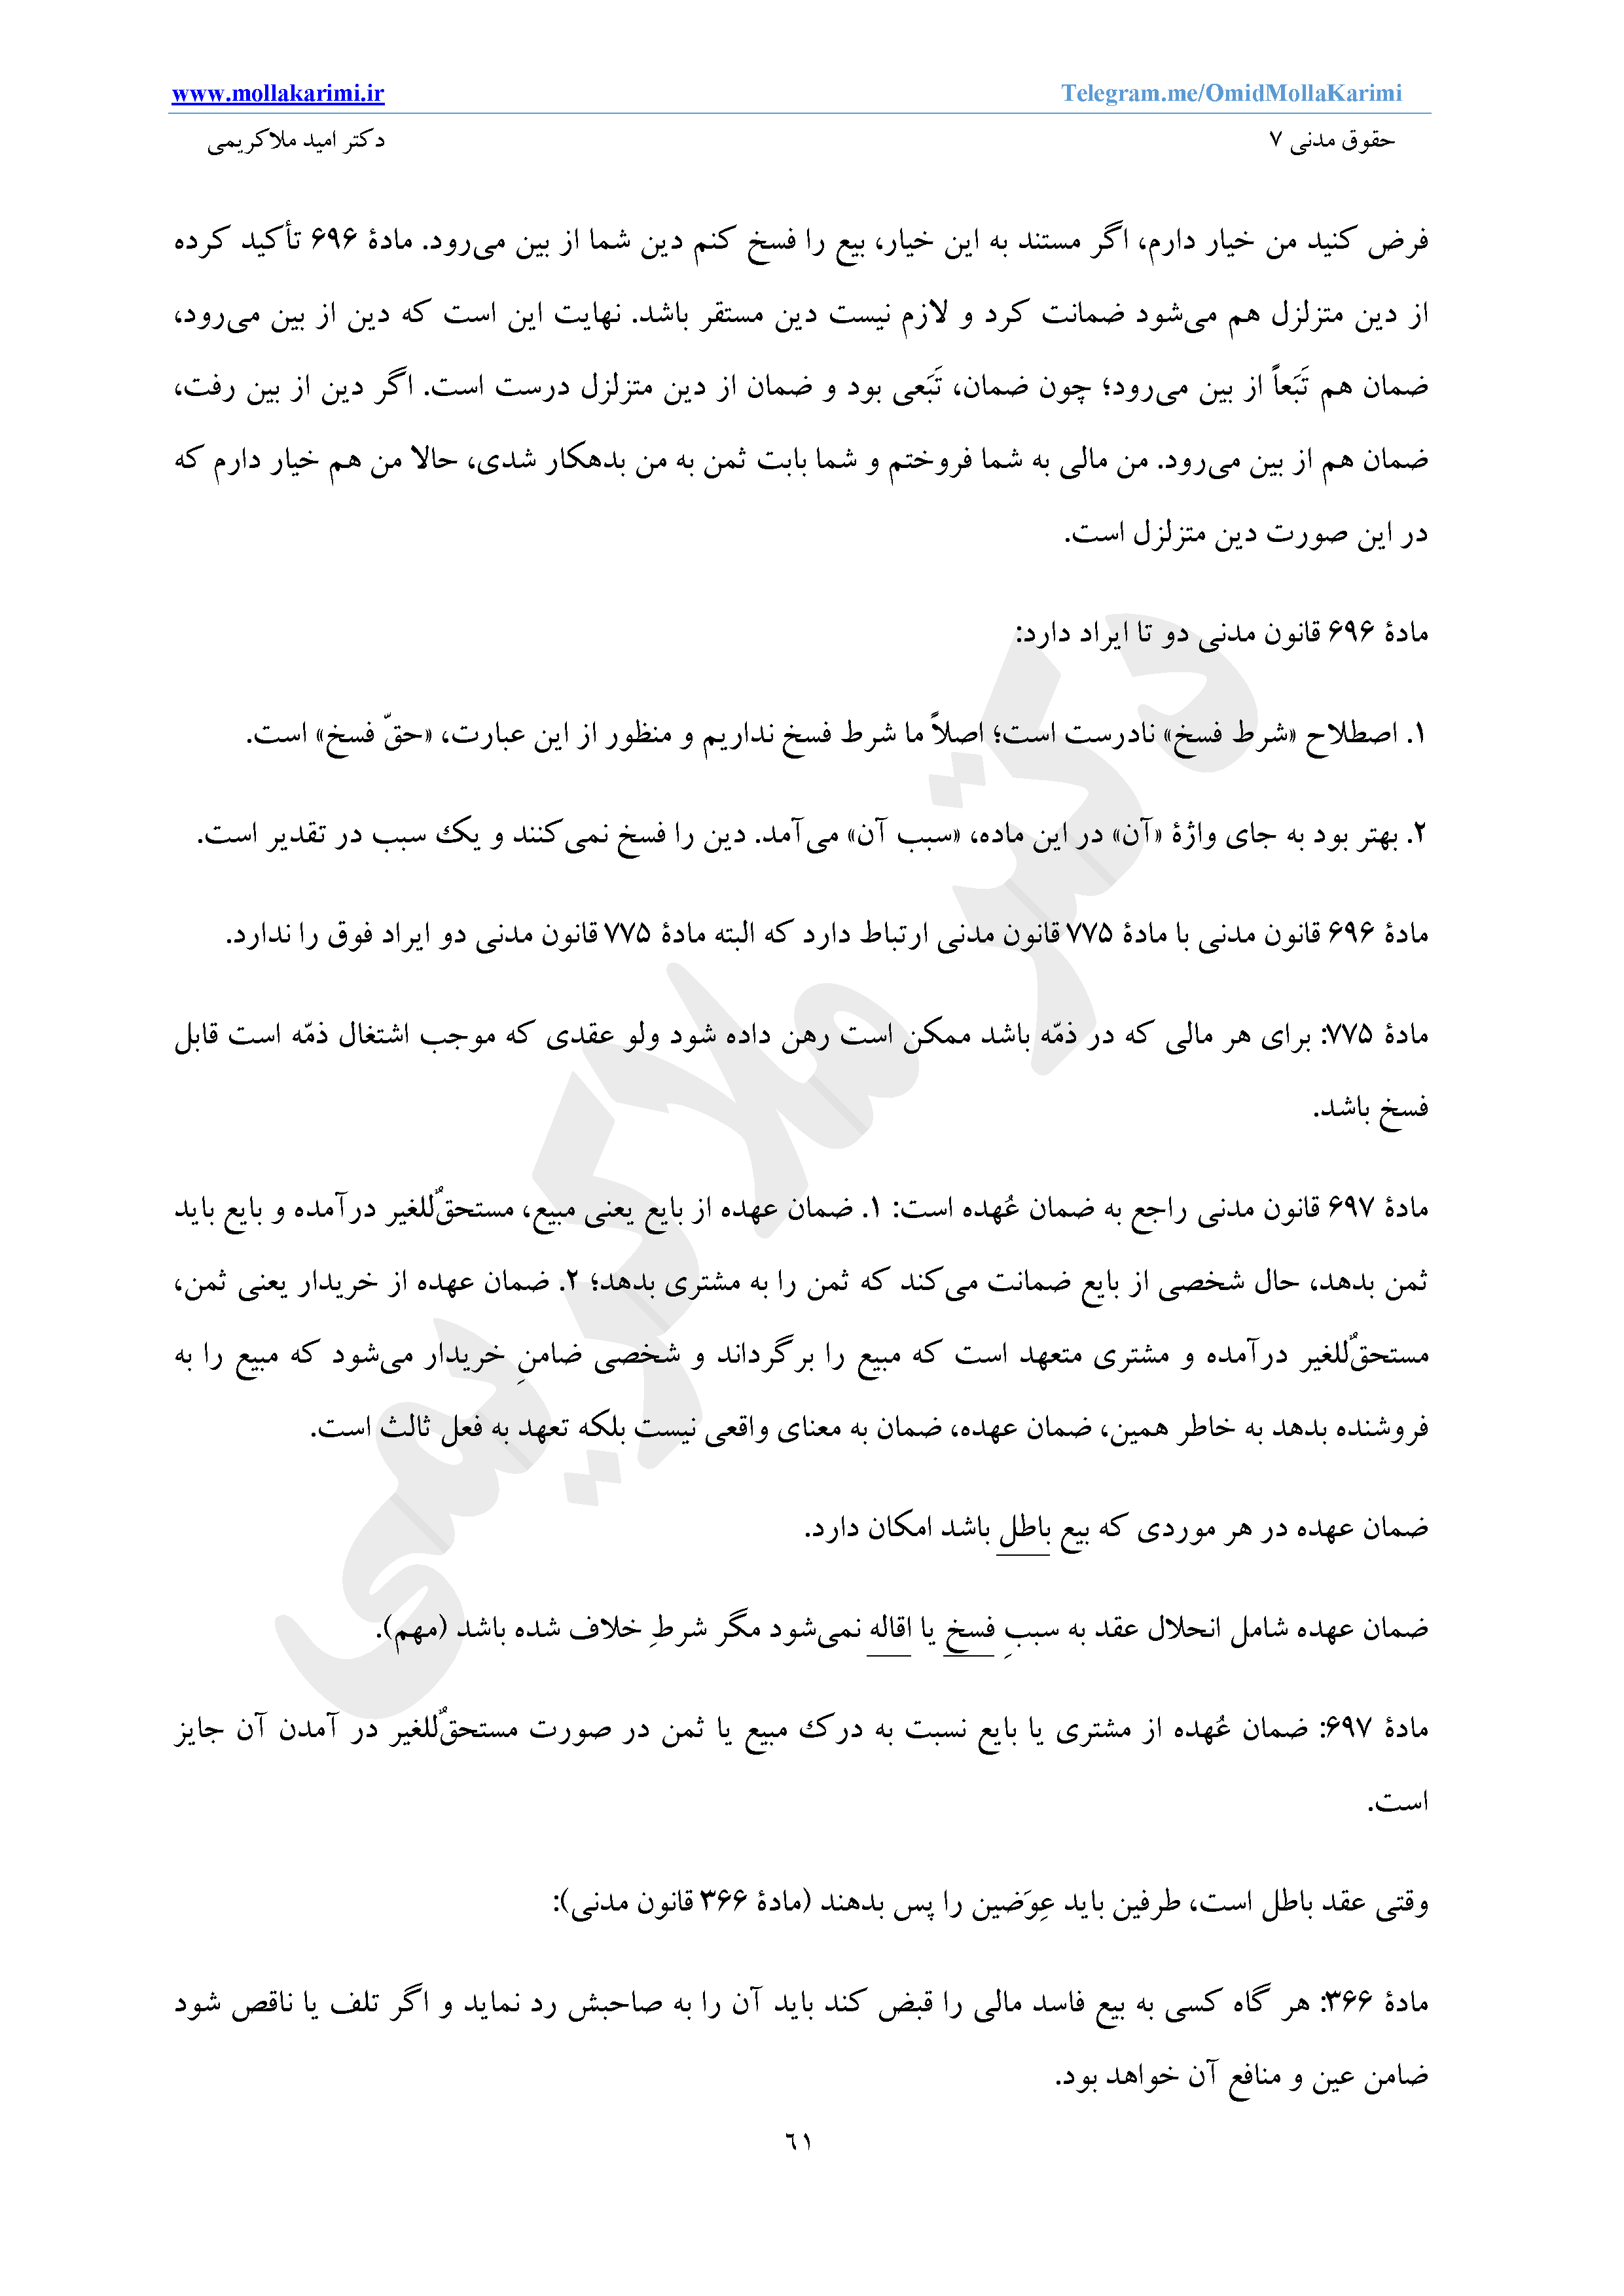 www.mollakarimi.ir Telegram.me/OmidMollaKarimi
حقوق مدنی ۷ دکتر امید ملاکریمی
فرض کنید من خیار دارم، اگر مستند به این خیار، بیع را فسخ کنم دین شما از بین می‌رود. مادۀ ۶۹۶ تأکید کرده
از دین متزلزل هم می‌شود ضمانت کرد و لازم نیست دین مستقر باشد. نهایت این است که دین از بین می‌رود،
ضمان هم تَبَعاً از بین می‌رود؛ چون ضمان، تَبَعی بود و ضمان از دین متزلزل درست است. اگر دین از بین رفت،
ضمان هم از بین می‌رود. من مالی به شما فروختم و شما بابت ثمن به من بدهکار شدی، حالا من هم خیار دارم که
در این صورت دین متزلزل است.
مادۀ ۶۹۶ قانون مدنی دو تا ایراد دارد:
۱. اصطلاح «شرط فسخ» نادرست است؛ اصلاً ما شرط فسخ نداریم و منظور از این عبارت، «حقّ فسخ» است.
۲. بهتر بود به جای واژۀ «آن» در این ماده، «سبب آن» می‌آمد. دین را فسخ نمی‌کنند و یک سبب در تقدیر است.
مادۀ ۶۹۶ قانون مدنی با مادۀ ۷۷۵ قانون مدنی ارتباط دارد که البته مادۀ ۷۷۵ قانون مدنی دو ایراد فوق را ندارد.
مادۀ ۷۷۵: برای هر مالی که در ذمّه باشد ممکن است رهن داده شود ولو عقدی که موجب اشتغال ذمّه است قابل
فسخ باشد.
مادۀ ۶۹۷ قانون مدنی راجع به ضمان عُهده است: ۱. ضمان عهده از بایع یعنی مبیع، مستحقٌ‌للغیر درآمده و بایع باید
ثمن بدهد، حال شخصی از بایع ضمانت می‌کند که ثمن را به مشتری بدهد؛ ۲. ضمان عهده از خریدار یعنی ثمن،
مستحقٌ‌للغیر درآمده و مشتری متعهد است که مبیع را برگرداند و شخصی ضامنِ خریدار می‌شود که مبیع را به
فروشنده بدهد به خاطر همین، ضمان عهده، ضمان به معنای واقعی نیست بلکه تعهد به فعل ثالث است.
ضمان عهده در هر موردی که بیع باطل باشد امکان دارد.
ضمان عهده شامل انحلال عقد به سببِ فسخ یا اقاله نمی‌شود مگر شرطِ خلاف شده باشد (مهم).
مادۀ ۶۹۷: ضمان عُهده از مشتری یا بایع نسبت به درک مبیع یا ثمن در صورت مستحقٌ‌للغیر در آمدن آن جایز
است.
وقتی عقد باطل است، طرفین باید عِوَضین را پس بدهند (مادۀ ۳۶۶ قانون مدنی):
مادۀ ۳۶۶: هر گاه کسی به بیع فاسد مالی را قبض کند باید آن را به صاحبش رد نماید و اگر تلف یا ناقص شود
ضامن عین و منافع آن خواهد بود.
٦١
دکتر ملاکریمی